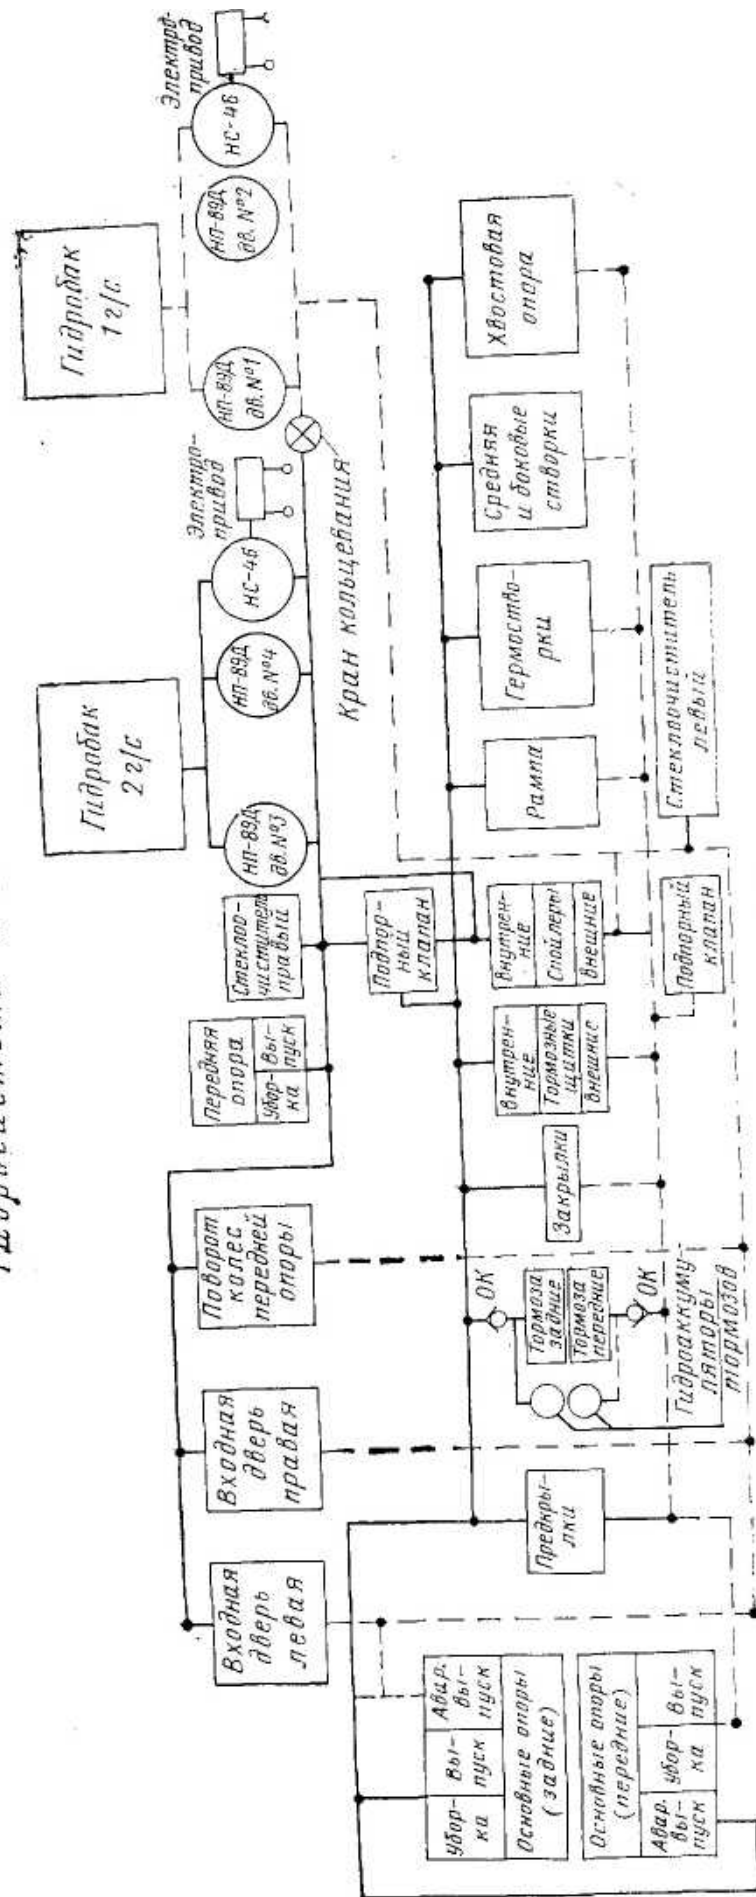 Гидробак
2 г/с
Гидробак
1 г/с
НП-89Д
дв. №3
НП-89Д
дв. №4
НС-46
Электро-
привод
НП-89Д
дв. №1
НП-89Д
дв. №2
НС-46
Электро-
привод
Кран кольцевания
Входная
дверь
левая
Входная
дверь
правая
Поворот
колес
передней
опоры
Передняя
опора
Убор-
ка
Вы-
пуск
Стеклоо-
чиститель
правый
Подпор-
ный
клапан
Убор-
ка
Вы-
пуск
Авар.
вы-
пуск
Основные опоры
(задние)
Основные опоры
(передние)
Авар.
вы-
пуск
Убор-
ка
Вы-
пуск
Предкры-
лки
ОК
Тормоза
задние
Тормоза
передние
ОК
Гидроаккуму-
ляторы
тормозов
Закрылки
Внутрен-
ние
Тормозные
щитки
Внешние
Внутрен-
ние
Спойлеры
Внешние
Подпорный
клапан
Рампа
Гермоство-
рки
Средняя
и боковые
створки
Хвостовая
опора
Стеклоочиститель
левый